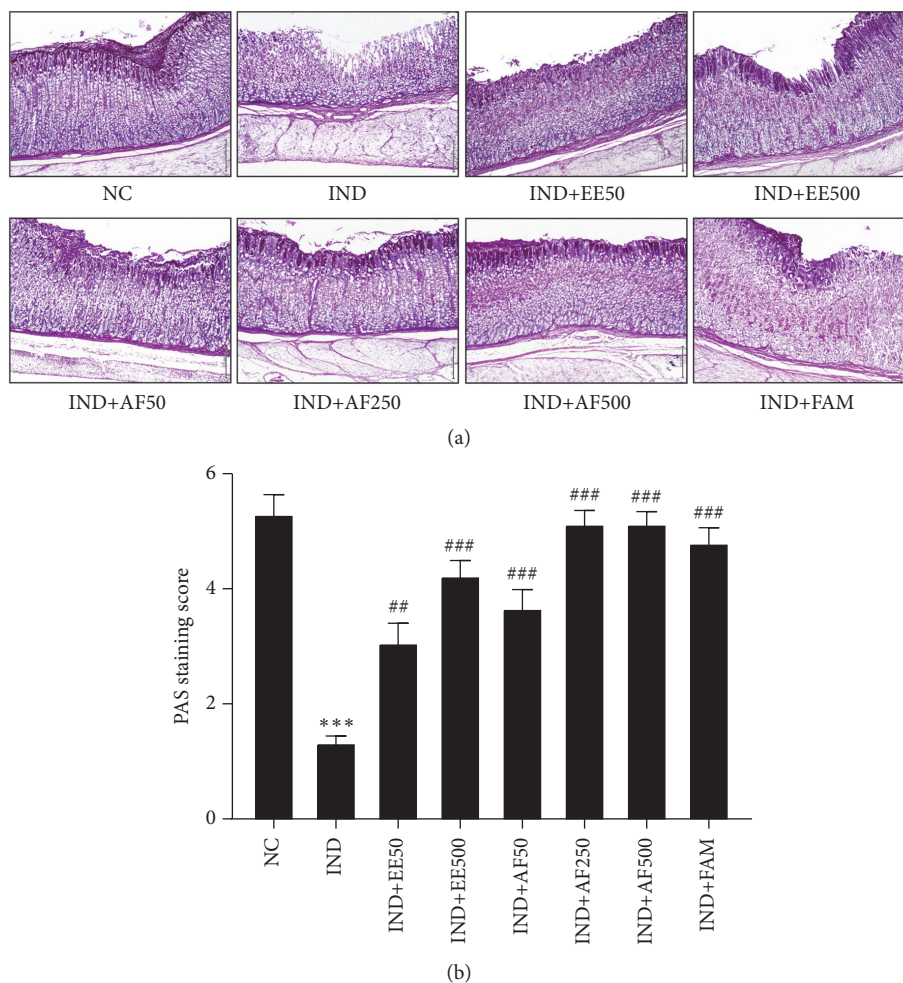 NC IND IND+EE50 IND+EE500
IND+AF50 IND+AF250 IND+AF500 IND+FAM
(a)
6
4
2
0
PAS staining score
***
##
###
###
###
###
###
NC
IND
IND+EE50
IND+EE500
IND+AF50
IND+AF250
IND+AF500
IND+FAM
(b)